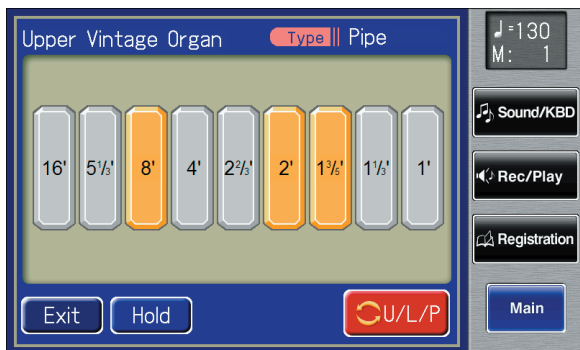 Upper Vintage Organ Type Pipe
♩=130
M: 1
16' 5⅓' 8' 4' 2⅔' 2' 1⅗' 1⅓' 1'
Sound/KBD
Rec/Play
Registration
Exit Hold U/L/P
Main